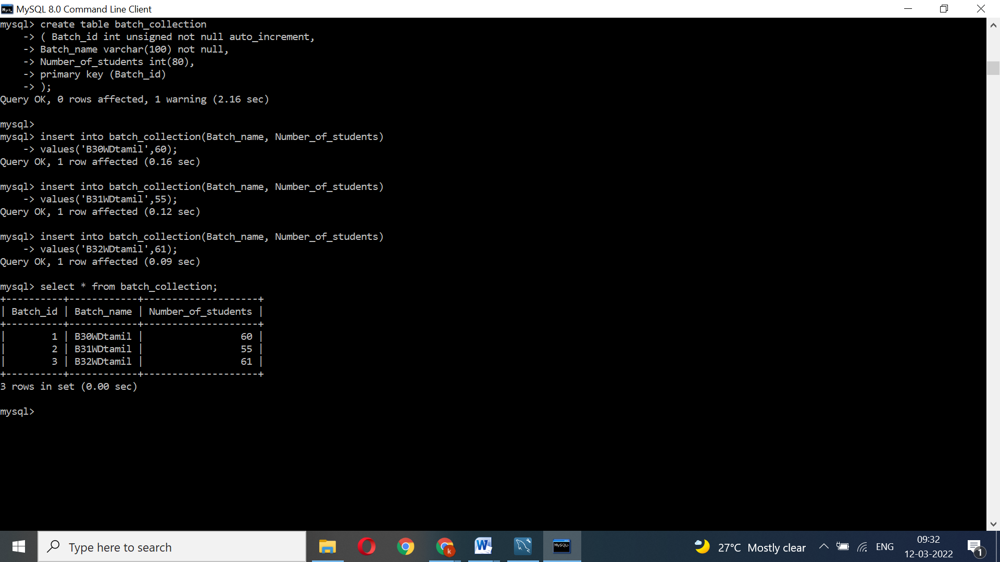 MySQL 8.0 Command Line Client
mysql> create table batch_collection
    -> ( Batch_id int unsigned not null auto_increment,
    -> Batch_name varchar(100) not null,
    -> Number_of_students int(80),
    -> primary key (Batch_id)
    -> );
Query OK, 0 rows affected, 1 warning (2.16 sec)

mysql>
mysql> insert into batch_collection(Batch_name, Number_of_students)
    -> values('B30WDtamil',60);
Query OK, 1 row affected (0.16 sec)

mysql> insert into batch_collection(Batch_name, Number_of_students)
    -> values('B31WDtamil',55);
Query OK, 1 row affected (0.12 sec)

mysql> insert into batch_collection(Batch_name, Number_of_students)
    -> values('B32WDtamil',61);
Query OK, 1 row affected (0.09 sec)

mysql> select * from batch_collection;
+----------+------------+--------------------+
| Batch_id | Batch_name | Number_of_students |
+----------+------------+--------------------+
|        1 | B30WDtamil |                 60 |
|        2 | B31WDtamil |                 55 |
|        3 | B32WDtamil |                 61 |
+----------+------------+--------------------+
3 rows in set (0.00 sec)

mysql>
Type here to search
k
W
MySQL>
27°C Mostly clear
ENG
09:32
12-03-2022
1